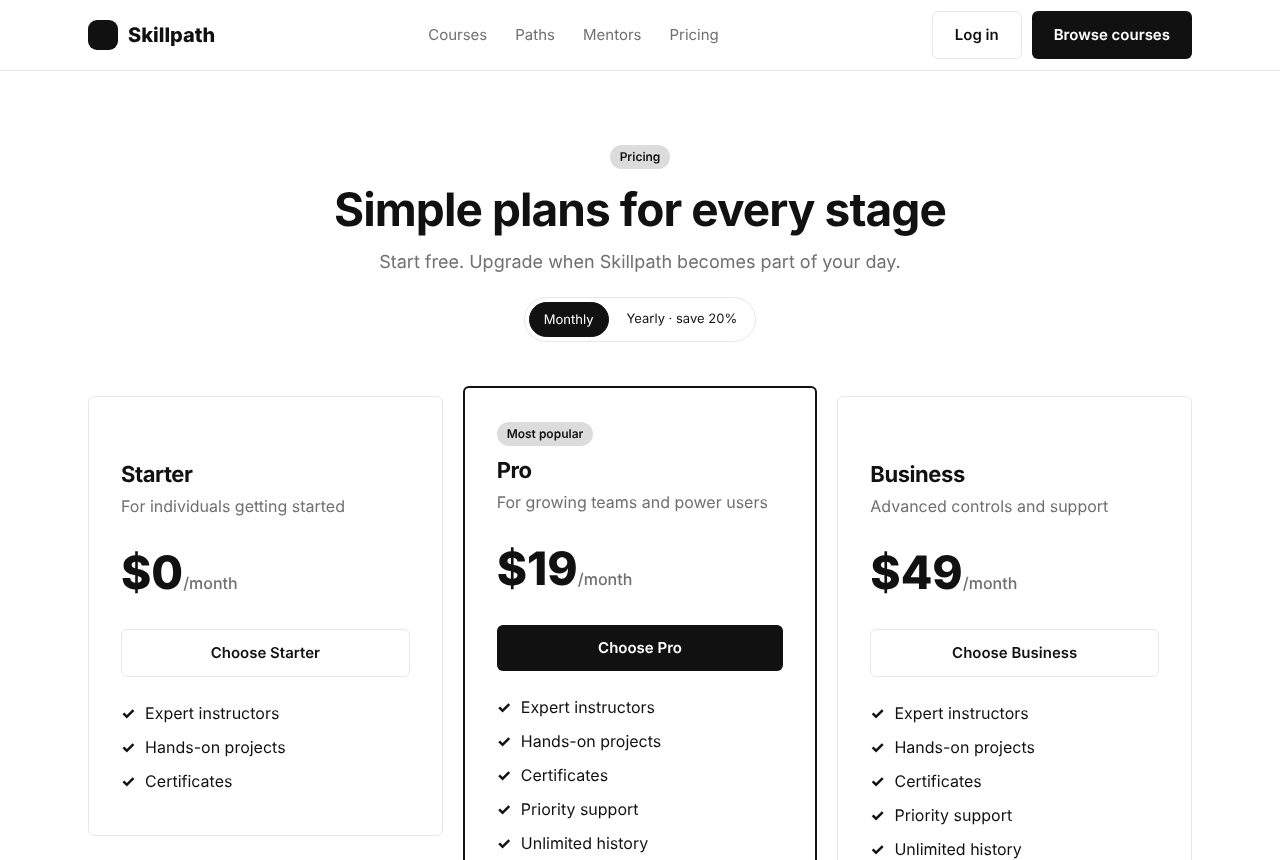 Skillpath
Courses
Paths
Mentors
Pricing
Log in
Browse courses
Pricing
Simple plans for every stage
Start free. Upgrade when Skillpath becomes part of your day.
Monthly
Yearly · save 20%
Starter
For individuals getting started
$0/month
Choose Starter
✓ Expert instructors
✓ Hands-on projects
✓ Certificates
Most popular
Pro
For growing teams and power users
$19/month
Choose Pro
✓ Expert instructors
✓ Hands-on projects
✓ Certificates
✓ Priority support
✓ Unlimited history
Business
Advanced controls and support
$49/month
Choose Business
✓ Expert instructors
✓ Hands-on projects
✓ Certificates
✓ Priority support
✓ Unlimited history